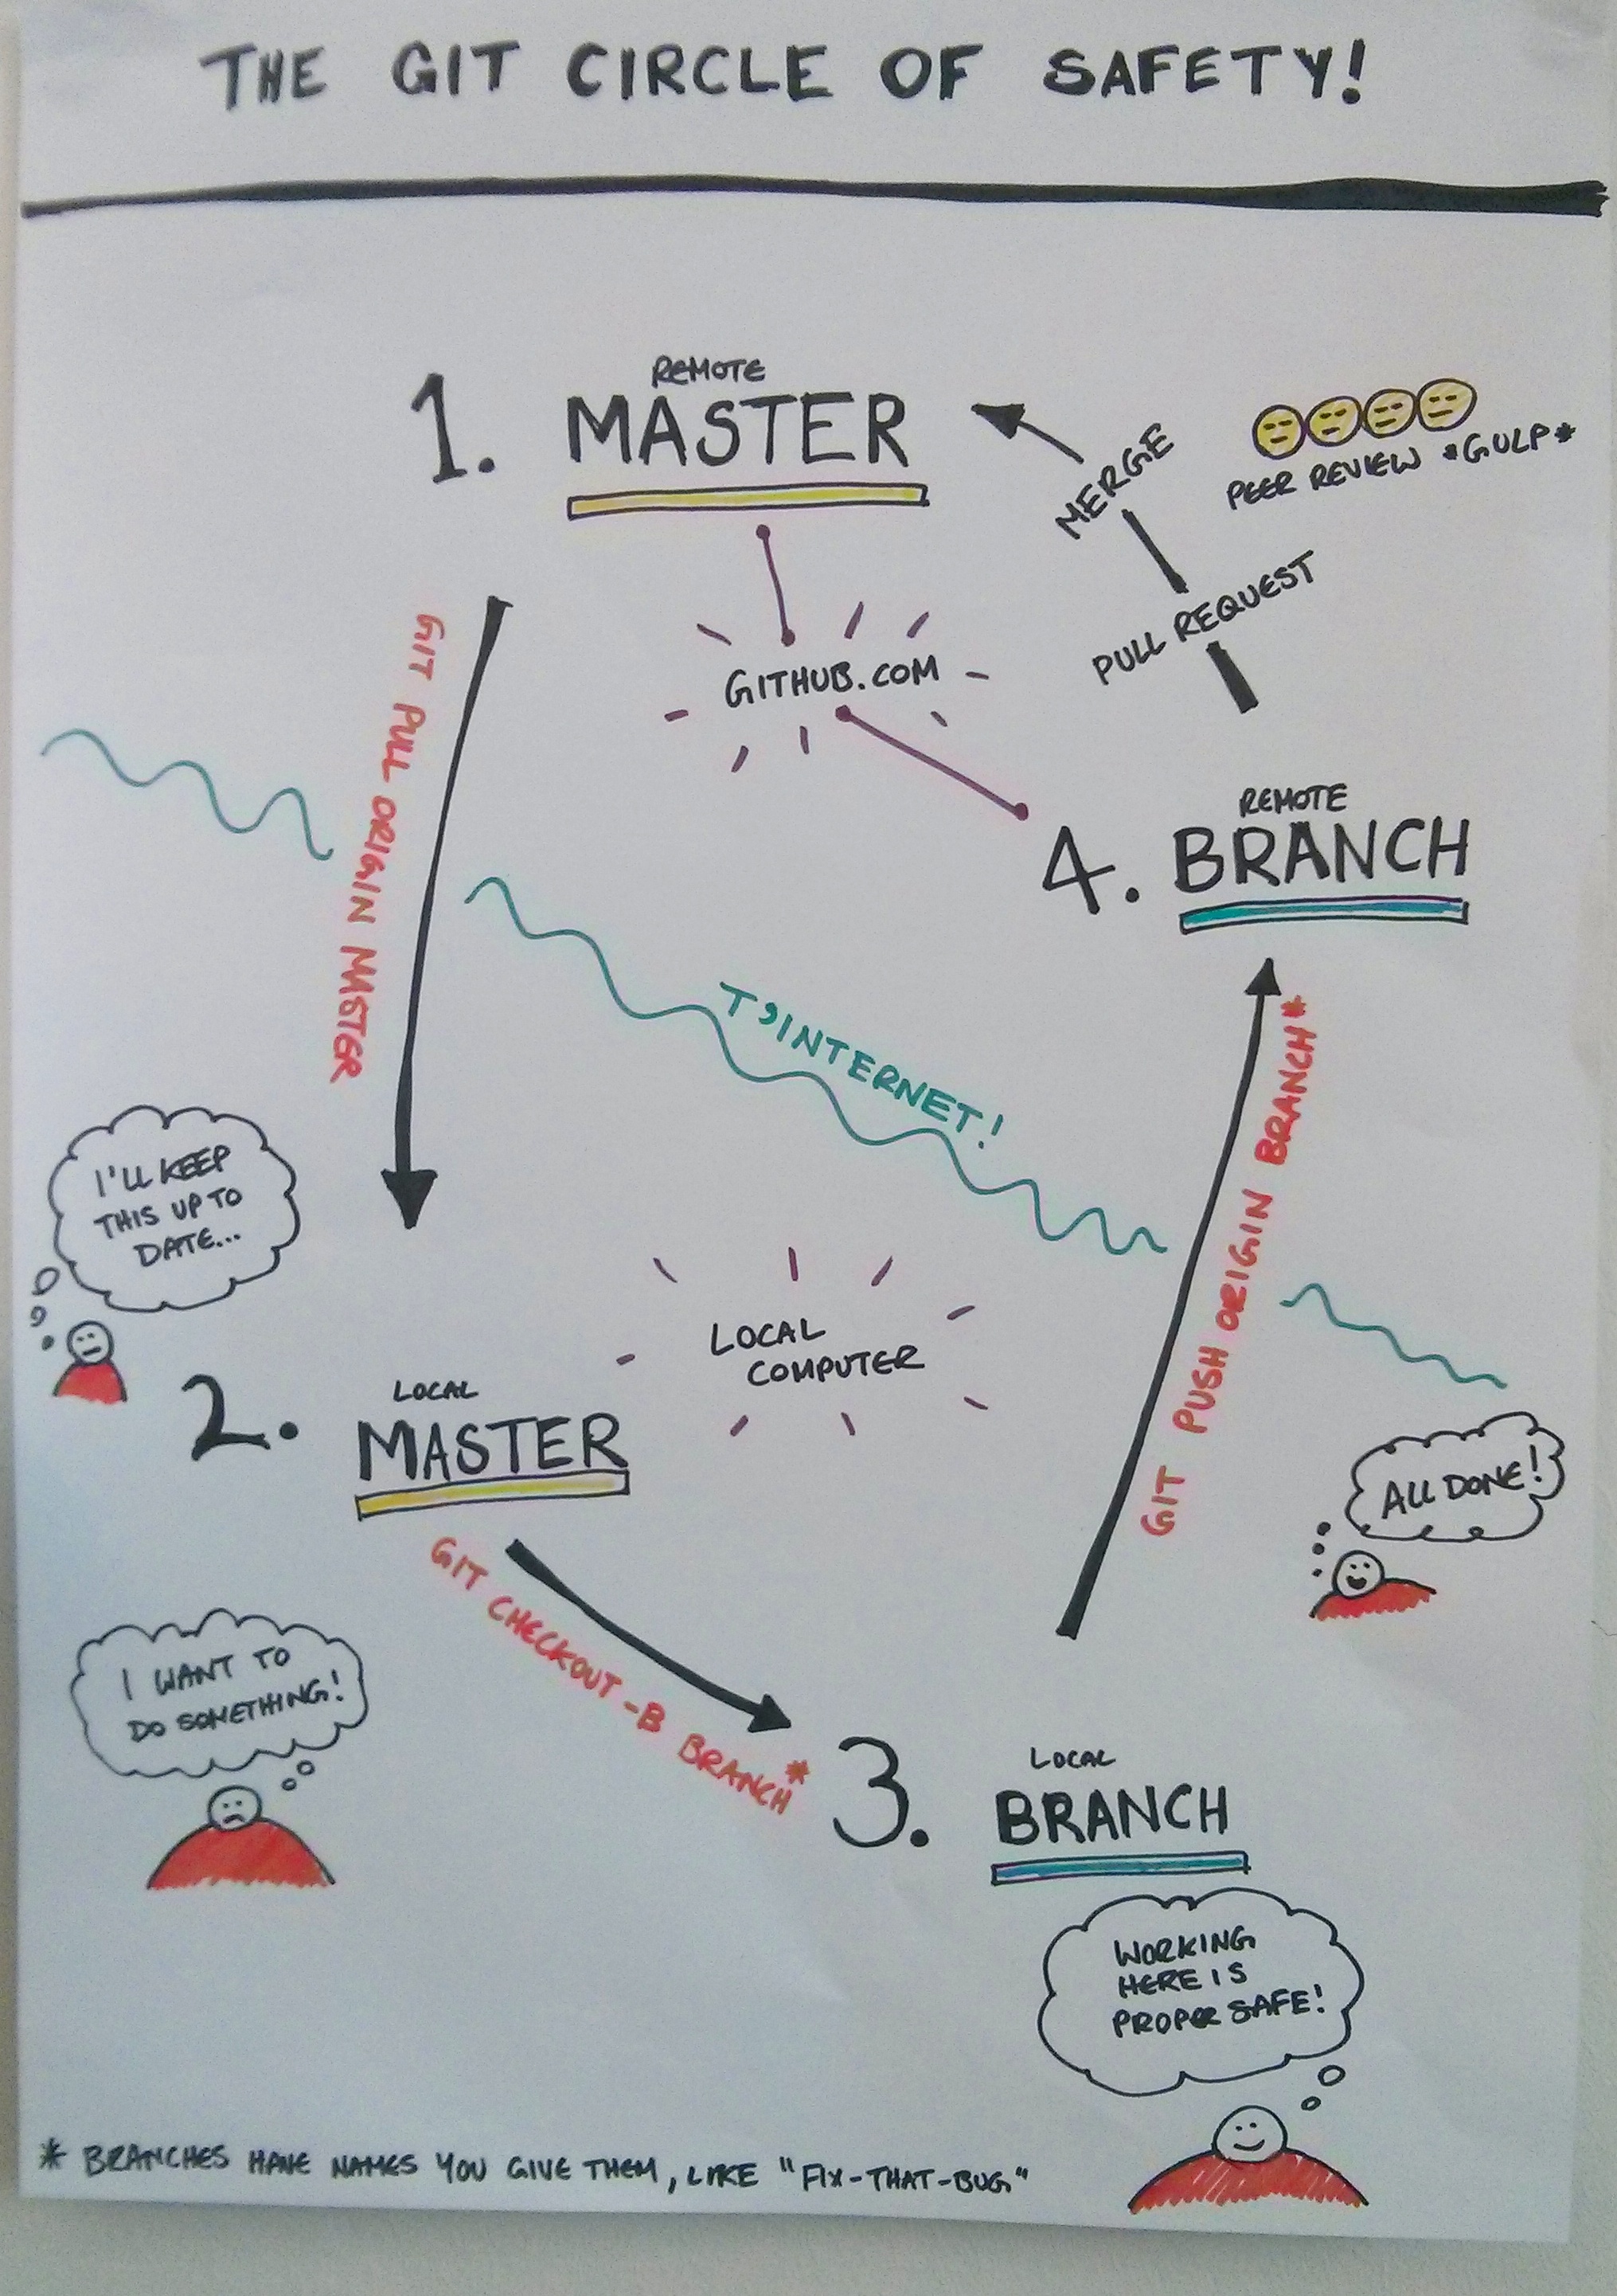 THE GIT CIRCLE OF SAFETY!
1.
REMOTE
MASTER
MERGE
PEER REVIEW *GULP*
PULL REQUEST
GITHUB.COM
GIT PULL ORIGIN MASTER
4.
REMOTE
BRANCH
T'INTERNET!
GIT PUSH ORIGIN BRANCH*
I'LL KEEP
THIS UP TO
DATE...
LOCAL
COMPUTER
2.
LOCAL
MASTER
ALL DONE!
GIT CHECKOUT -B BRANCH*
I WANT TO
DO SOMETHING!
3.
LOCAL
BRANCH
WORKING
HERE IS
PROPER SAFE!
* BRANCHES HAVE NAMES YOU GIVE THEM, LIKE "FIX-THAT-BUG"